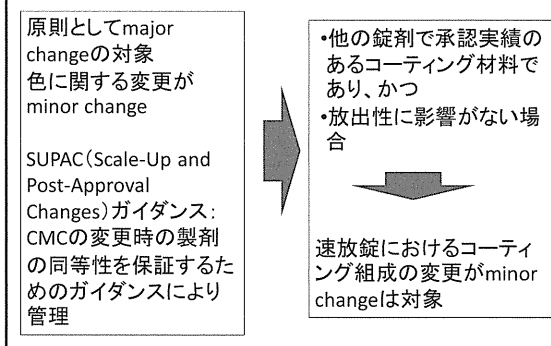 原則としてmajor
changeの対象
色に関する変更が
minor change
SUPAC(Scale-Up and
Post-Approval
Changes)ガイダンス:
CMCの変更時の製剤
の同等性を保証するた
めのガイダンスにより
管理
•他の錠剤で承認実績の
あるコーティング材料で
あり、かつ
•放出性に影響がない場
合
速放錠におけるコーティ
ング組成の変更がminor
changeは対象